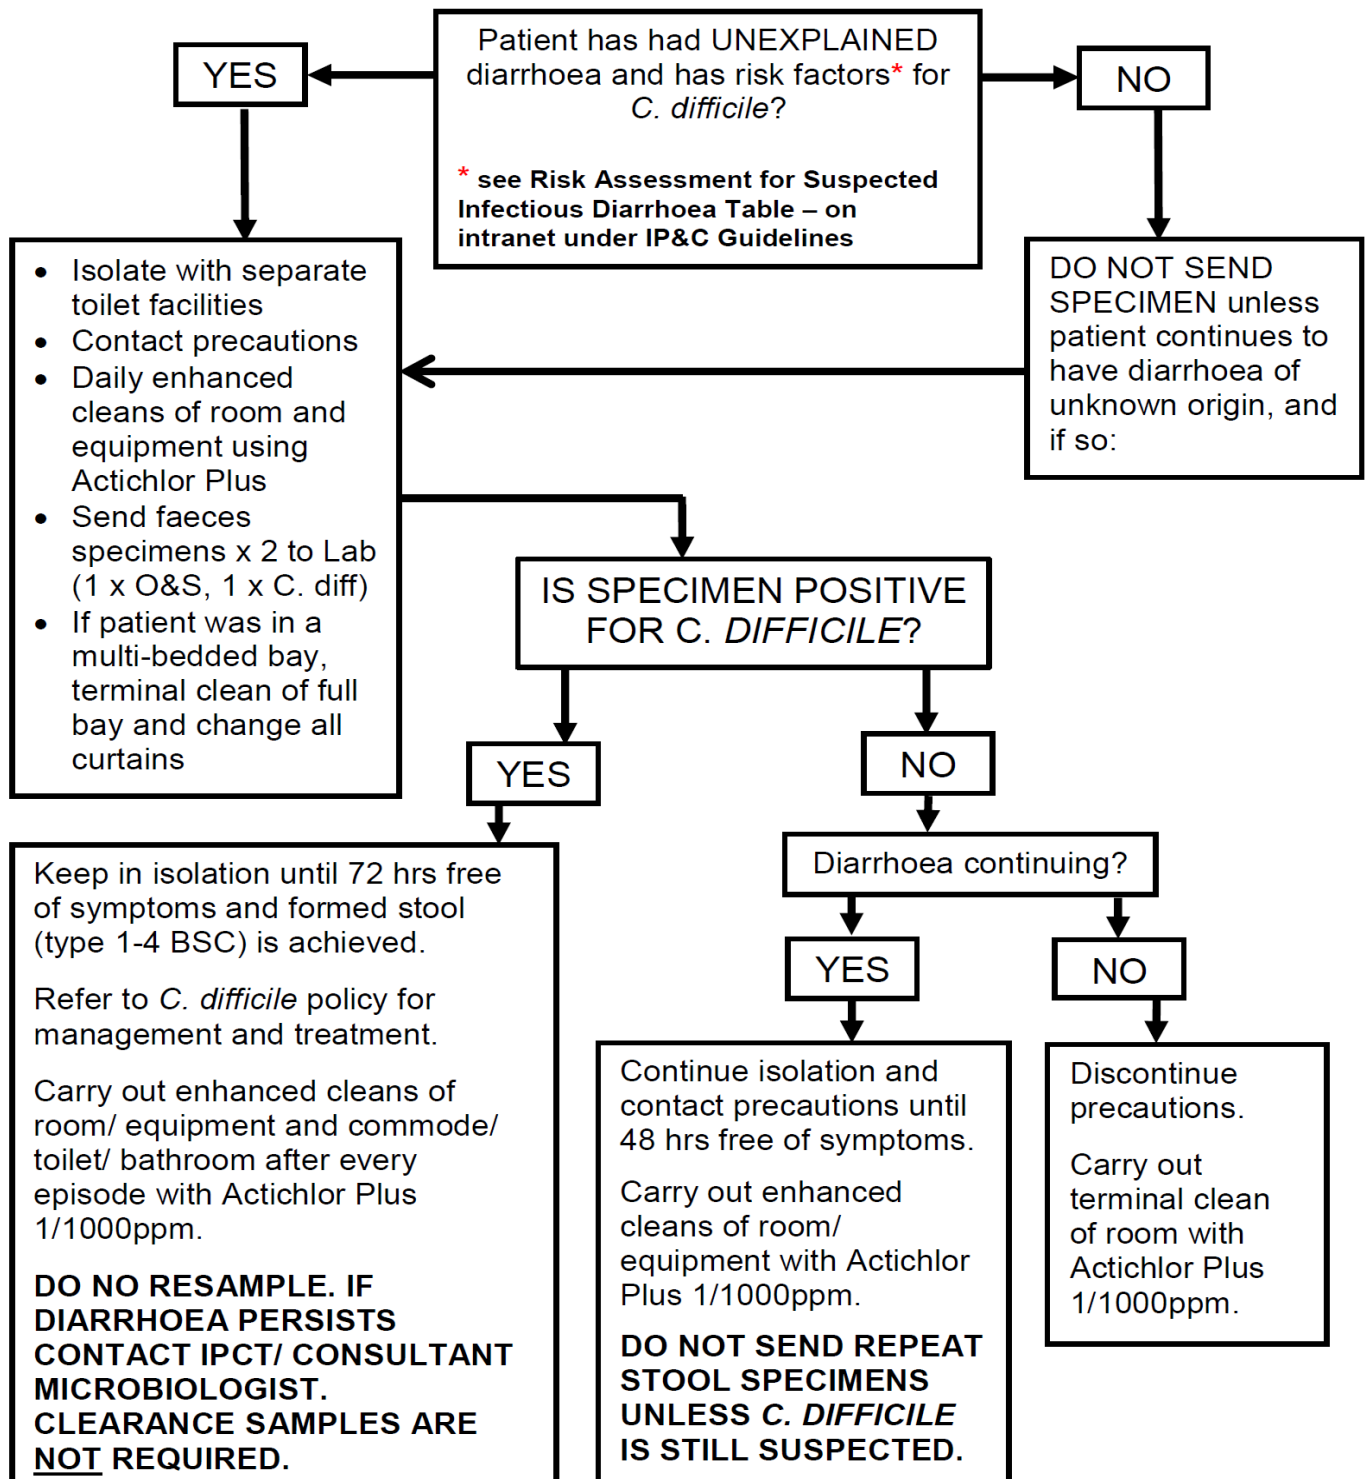 Patient has had UNEXPLAINED
diarrhoea and has risk factors* for
C. difficile?
* see Risk Assessment for Suspected
Infectious Diarrhoea Table – on
intranet under IP&C Guidelines
YES
NO
• Isolate with separate
toilet facilities
• Contact precautions
• Daily enhanced
cleans of room and
equipment using
Actichlor Plus
• Send faeces
specimens x 2 to Lab
(1 x O&S, 1 x C. diff)
• If patient was in a
multi-bedded bay,
terminal clean of full
bay and change all
curtains
DO NOT SEND
SPECIMEN unless
patient continues to
have diarrhoea of
unknown origin, and
if so:
IS SPECIMEN POSITIVE
FOR C. DIFFICILE?
YES
NO
Keep in isolation until 72 hrs free
of symptoms and formed stool
(type 1-4 BSC) is achieved.
Refer to C. difficile policy for
management and treatment.
Carry out enhanced cleans of
room/ equipment and commode/
toilet/ bathroom after every
episode with Actichlor Plus
1/1000ppm.
DO NO RESAMPLE. IF
DIARRHOEA PERSISTS
CONTACT IPCT/ CONSULTANT
MICROBIOLOGIST.
CLEARANCE SAMPLES ARE
NOT REQUIRED.
Diarrhoea continuing?
YES
NO
Continue isolation and
contact precautions until
48 hrs free of symptoms.
Carry out enhanced
cleans of room/
equipment with Actichlor
Plus 1/1000ppm.
DO NOT SEND REPEAT
STOOL SPECIMENS
UNLESS C. DIFFICILE
IS STILL SUSPECTED.
Discontinue
precautions.
Carry out
terminal clean
of room with
Actichlor Plus
1/1000ppm.